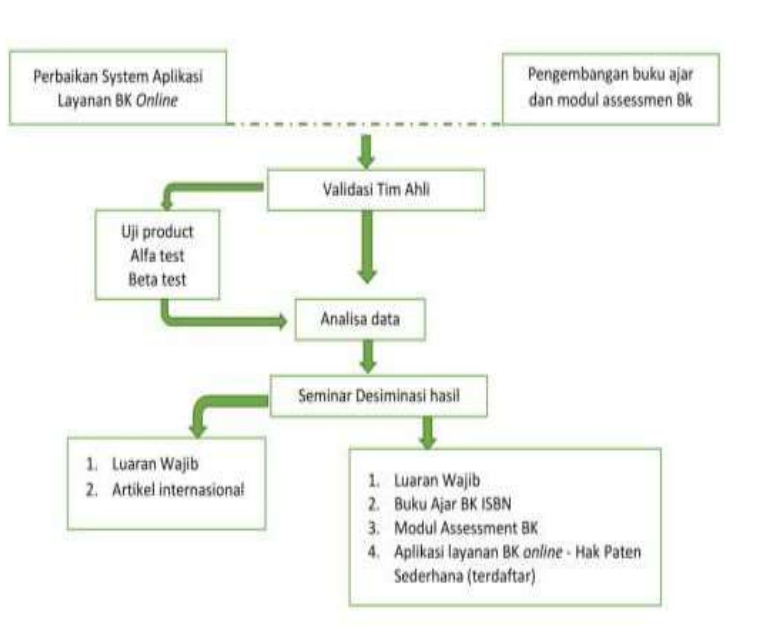 Perbaikan System Aplikasi
Layanan BK Online
Pengembangan buku ajar
dan modul assessmen Bk
Validasi Tim Ahli
Uji product
Alfa test
Beta test
Analisa data
Seminar Desiminasi hasil
1. Luaran Wajib
2. Artikel internasional
1. Luaran Wajib
2. Buku Ajar BK ISBN
3. Modul Assessment BK
4. Aplikasi layanan BK online - Hak Paten
Sederhana (terdaftar)